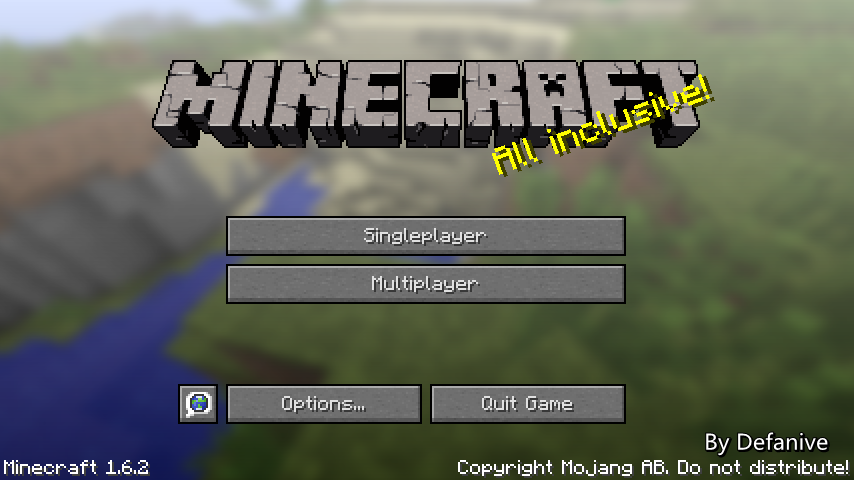 MINECRAFT
All inclusive!
Singleplayer
Multiplayer
Options...
Quit Game
By Defanive
Minecraft 1.6.2
Copyright Mojang AB. Do not distribute!